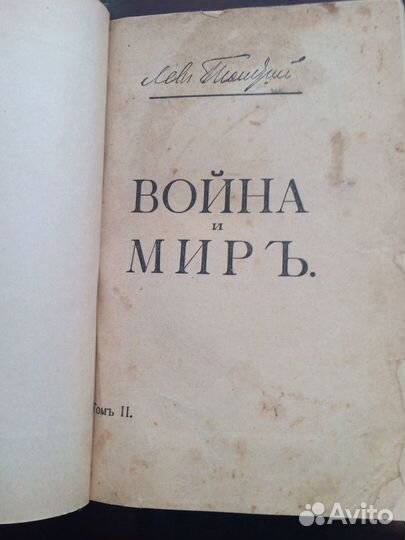 Левъ Толстой
ВОЙНА
и
МИРЪ.
Томъ II.
Avito